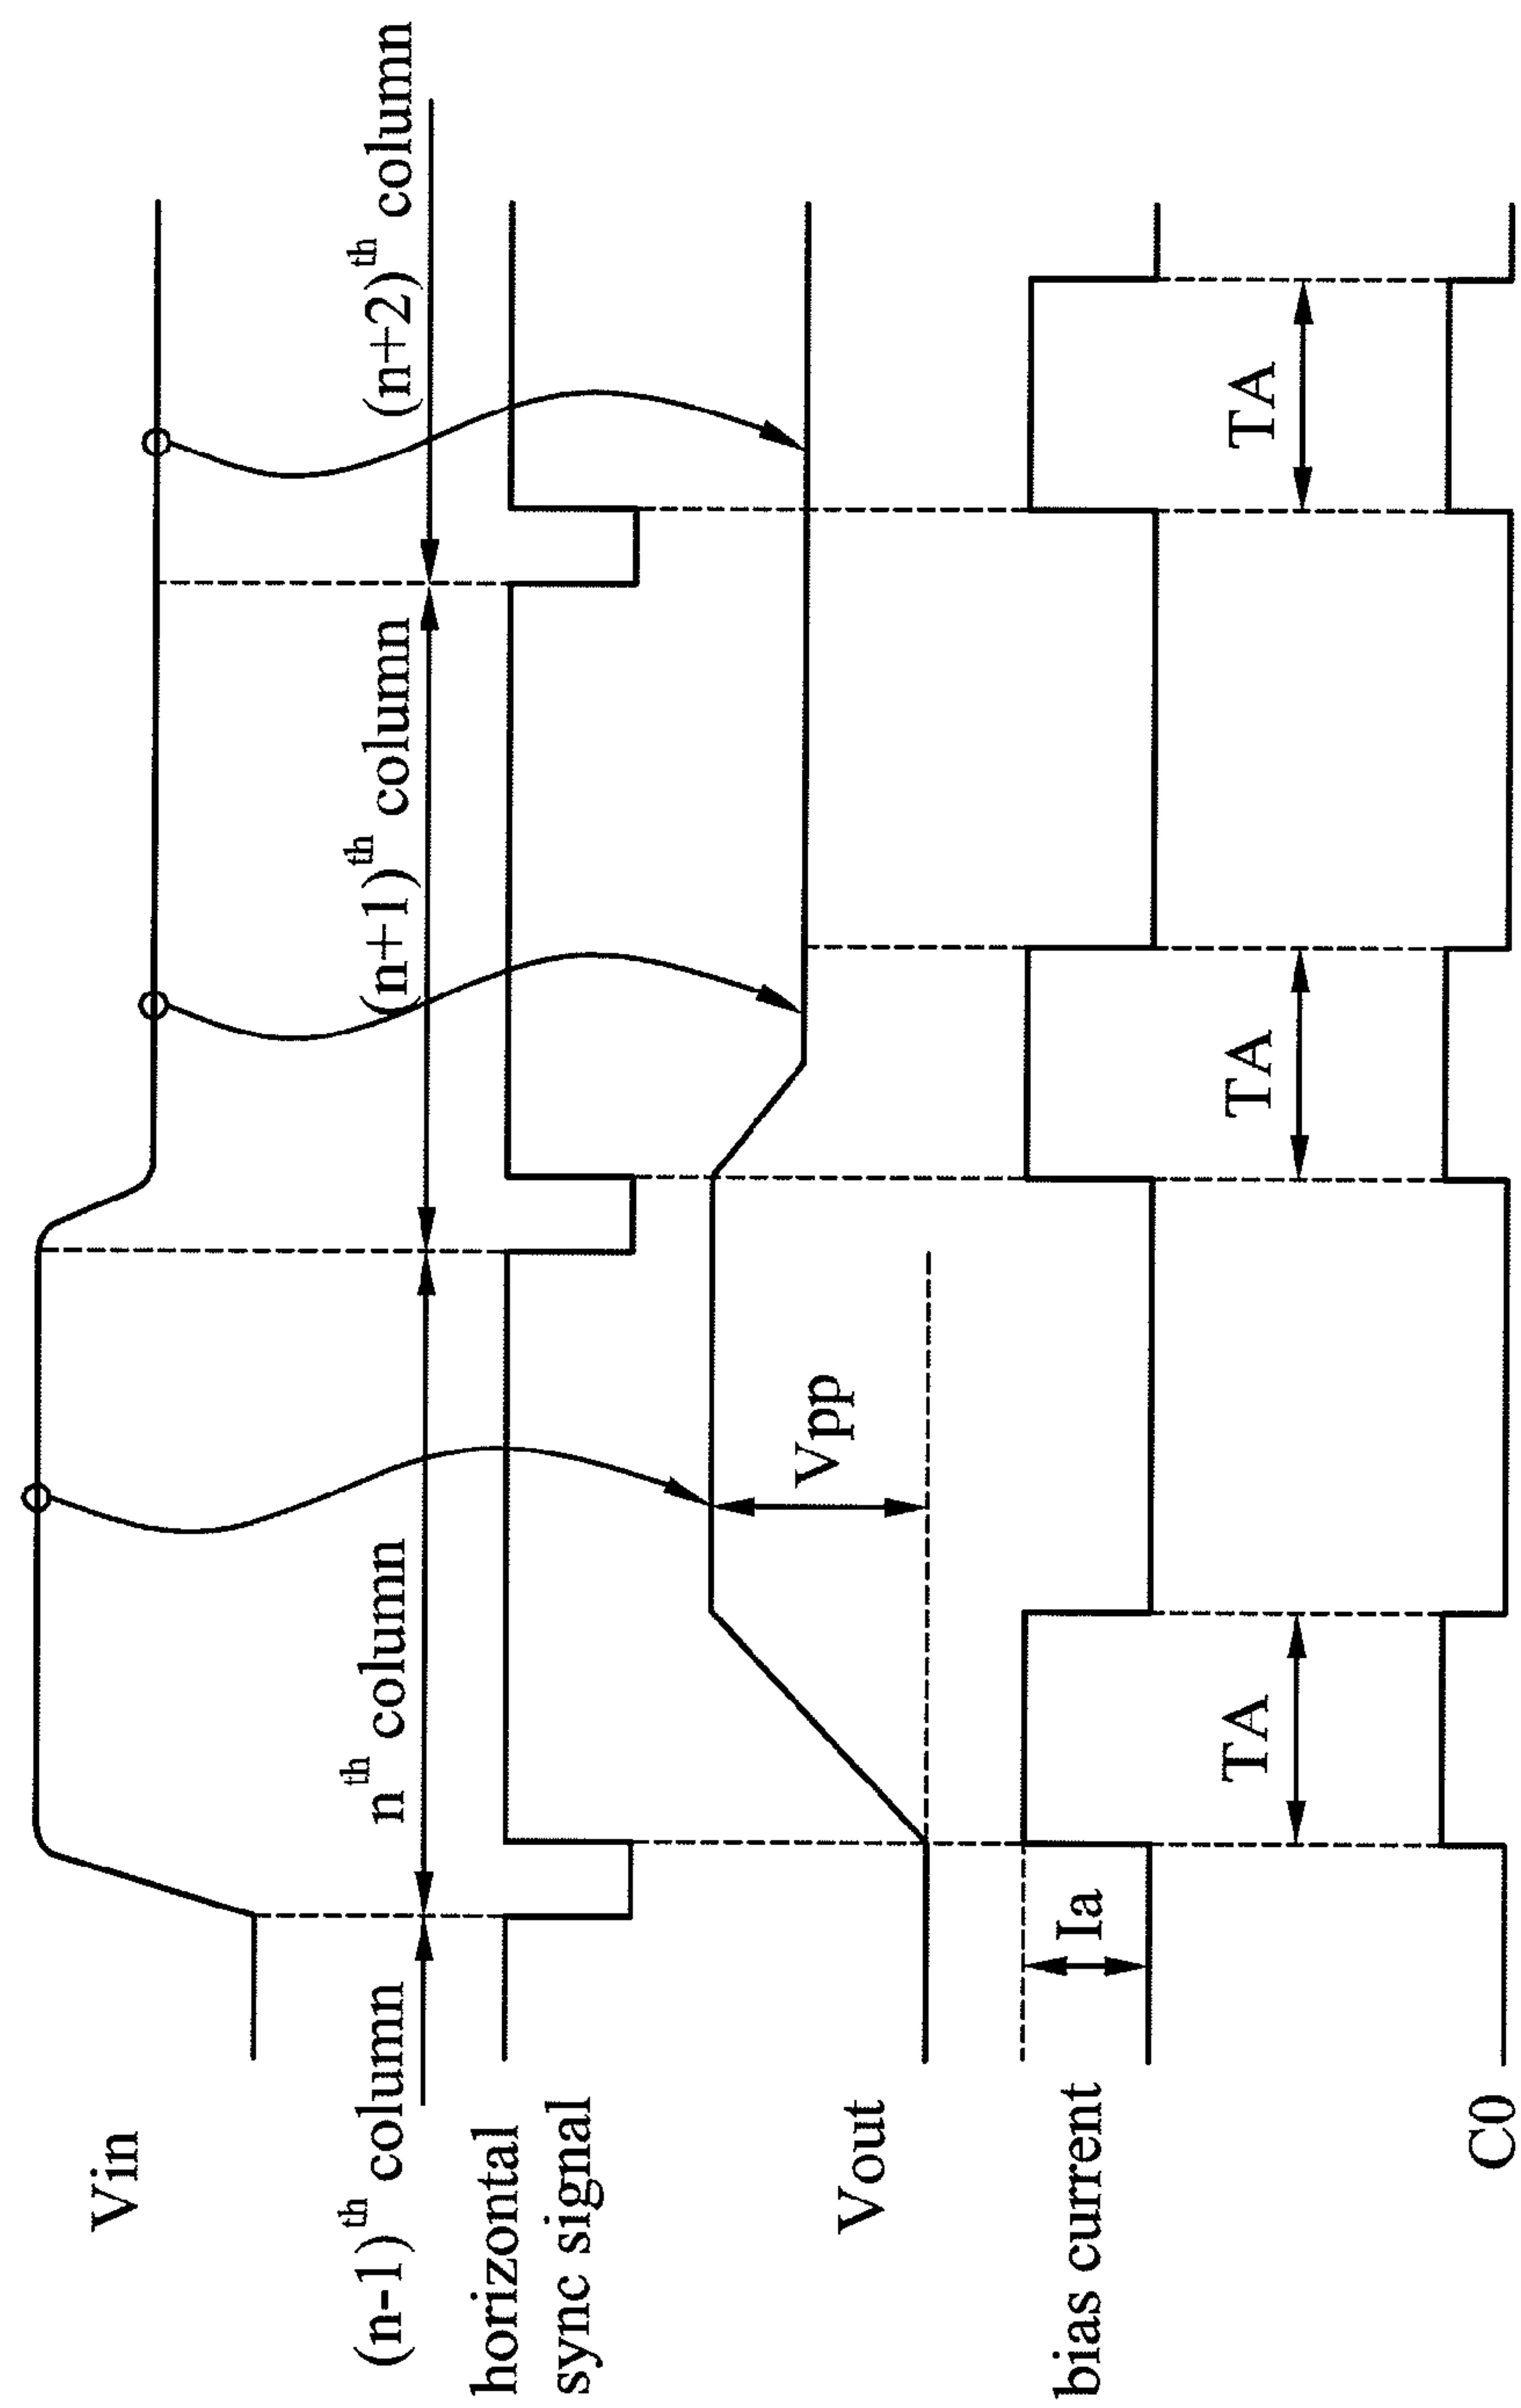 Vin
(n-1)th column
nth column
(n+1)th column
(n+2)th column
horizontal
sync signal
Vout
Vpp
bias current
Ia
TA
TA
TA
C0